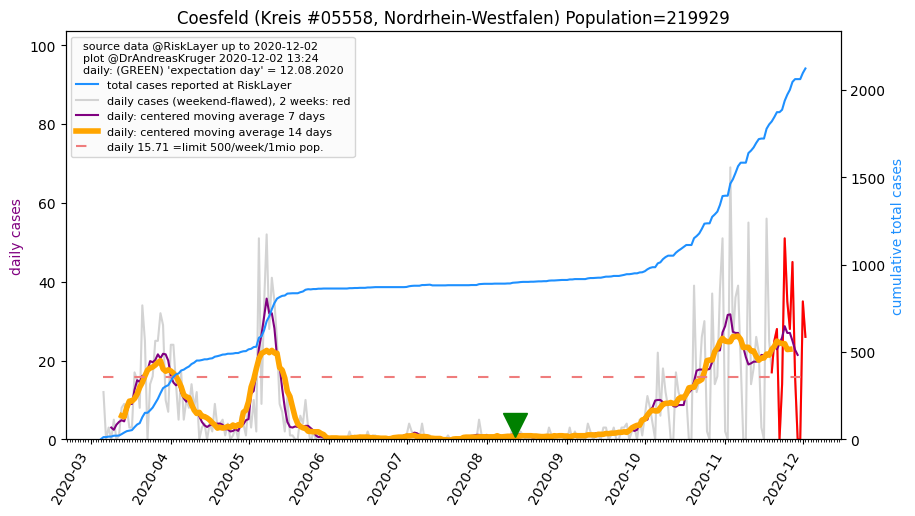 Coesfeld (Kreis #05558, Nordrhein-Westfalen) Population=219929
source data @RiskLayer up to 2020-12-02
plot @DrAndreasKruger 2020-12-02 13:24
daily: (GREEN) 'expectation day' = 12.08.2020
total cases reported at RiskLayer
daily cases (weekend-flawed), 2 weeks: red
daily: centered moving average 7 days
daily: centered moving average 14 days
daily 15.71 =limit 500/week/1mio pop.
daily cases
100
80
60
40
20
0
cumulative total cases
2000
1500
1000
500
0
2020-03
2020-04
2020-05
2020-06
2020-07
2020-08
2020-09
2020-10
2020-11
2020-12